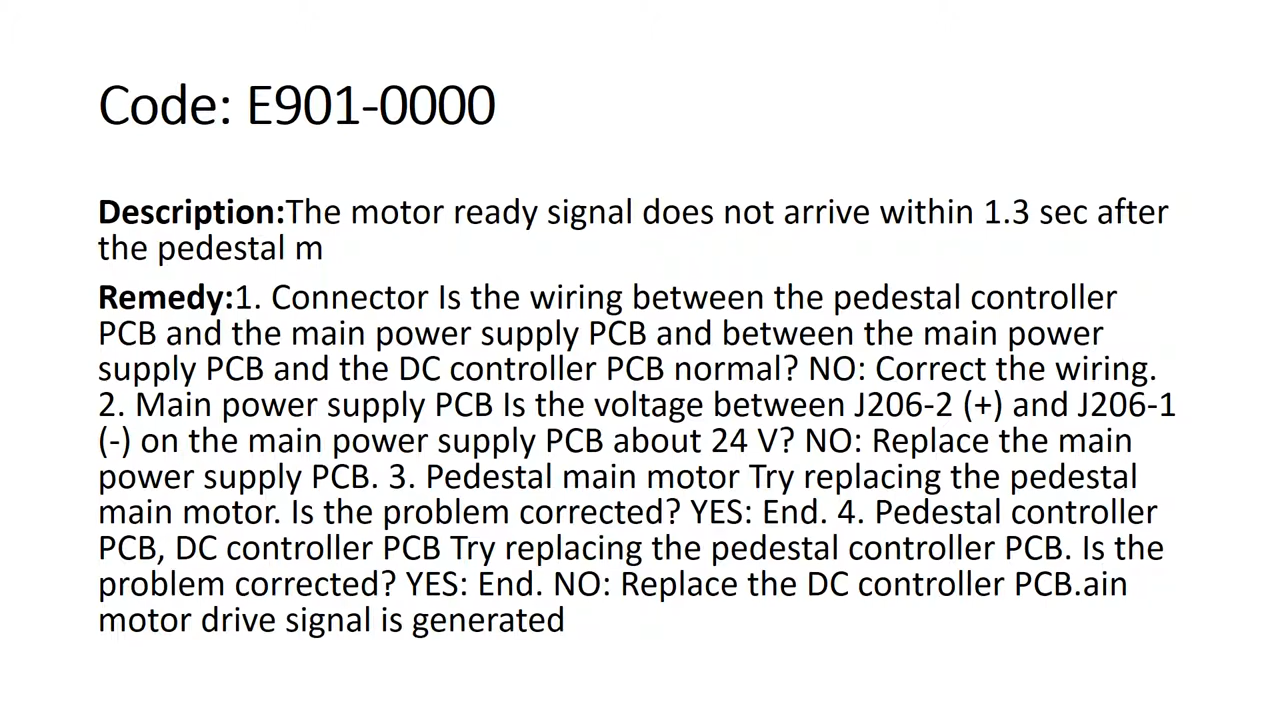 Code: E901-0000
Description:The motor ready signal does not arrive within 1.3 sec after
the pedestal m
Remedy:1. Connector Is the wiring between the pedestal controller
PCB and the main power supply PCB and between the main power
supply PCB and the DC controller PCB normal? NO: Correct the wiring.
2. Main power supply PCB Is the voltage between J206-2 (+) and J206-1
(-) on the main power supply PCB about 24 V? NO: Replace the main
power supply PCB. 3. Pedestal main motor Try replacing the pedestal
main motor. Is the problem corrected? YES: End. 4. Pedestal controller
PCB, DC controller PCB Try replacing the pedestal controller PCB. Is the
problem corrected? YES: End. NO: Replace the DC controller PCB.ain
motor drive signal is generated